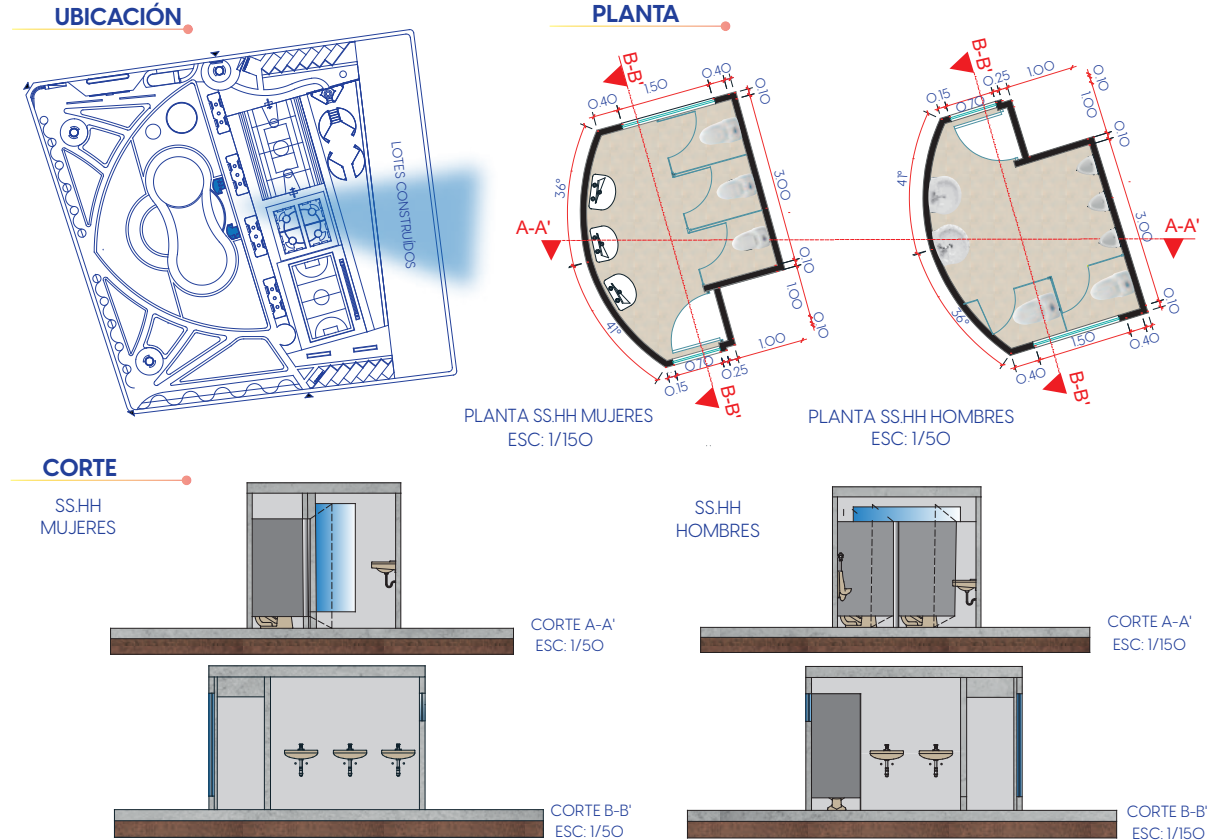 UBICACIÓN
LOTES CONSTRUÍDOS
PLANTA
B-B'
0.40
1.50
0.40
0.10
36°
3.00
A-A'
41°
0.10
1.00
0.10
1.00
0.15
0.70
0.25
B-B'
PLANTA SS.HH MUJERES
ESC: 1/150
B-B'
0.15
0.70
0.25
1.00
0.10
1.00
0.10
41°
3.00
A-A'
36°
0.10
0.40
1.50
0.40
B-B'
PLANTA SS.HH HOMBRES
ESC: 1/50
CORTE
SS.HH
MUJERES
CORTE A-A'
ESC: 1/50
CORTE B-B'
ESC: 1/50
SS.HH
HOMBRES
CORTE A-A'
ESC: 1/150
CORTE B-B'
ESC: 1/150